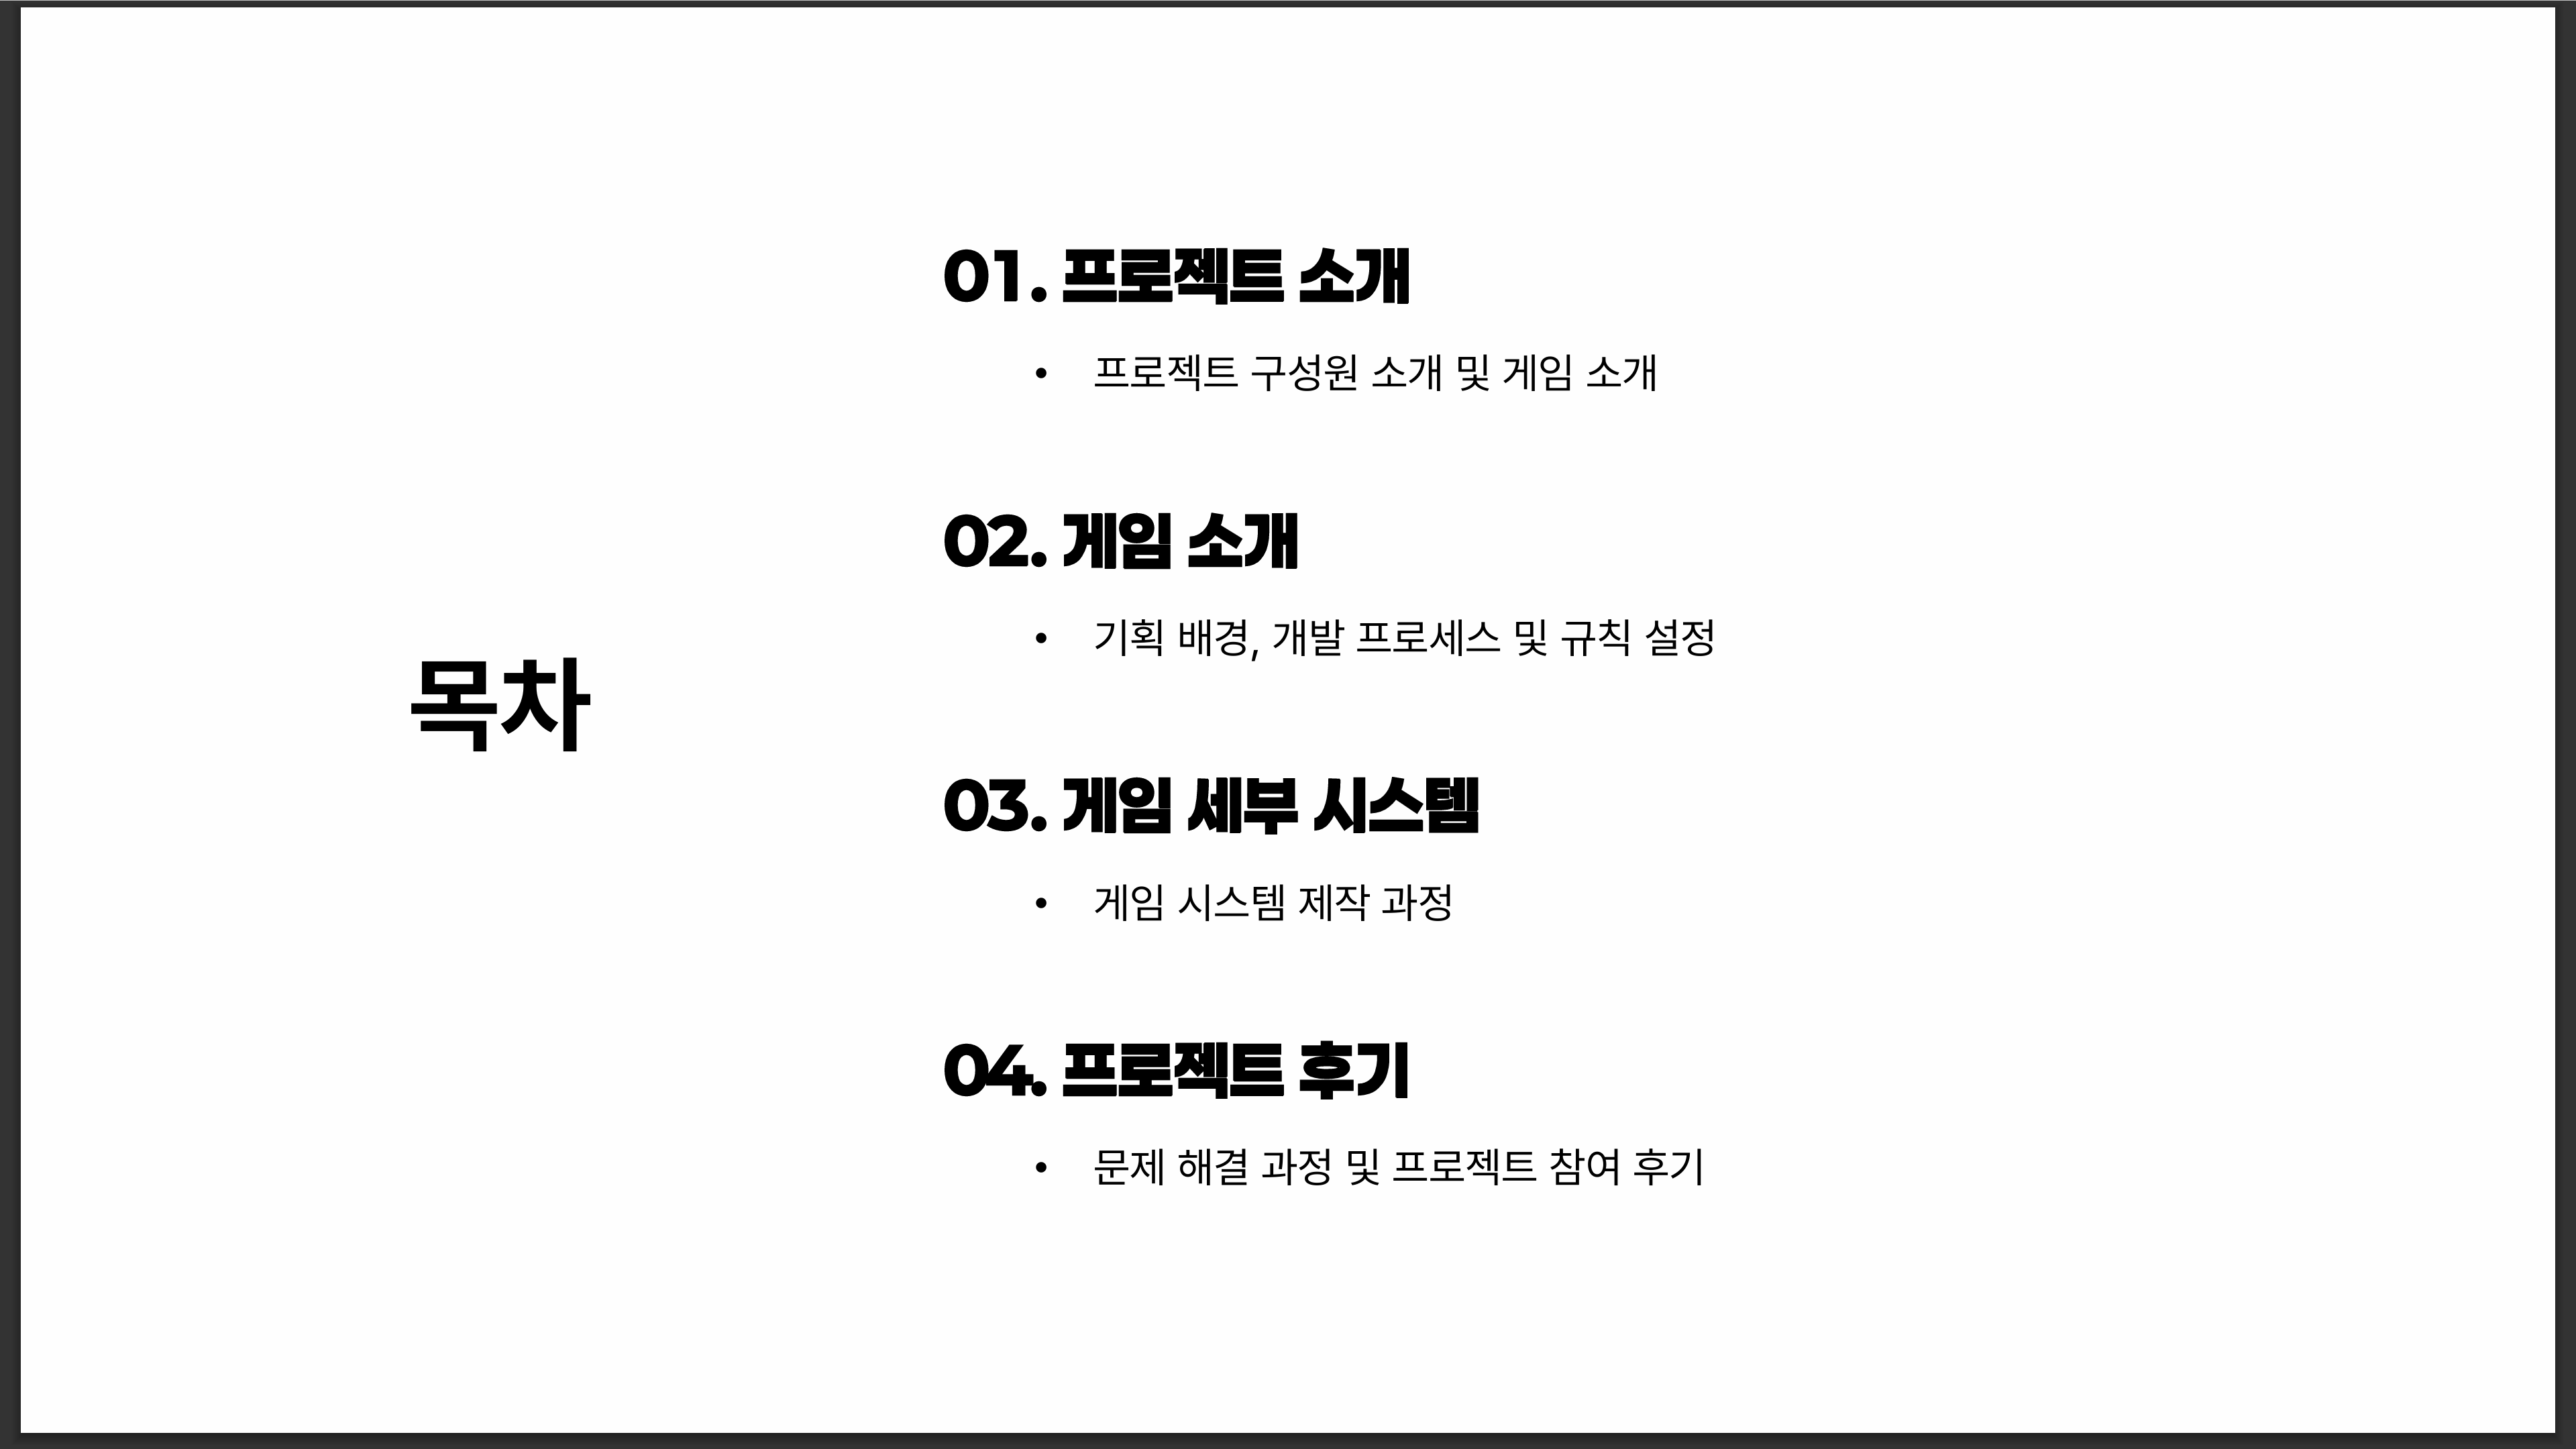 목차
01. 프로젝트 소개
• 프로젝트 구성원 소개 및 게임 소개
02. 게임 소개
• 기획 배경, 개발 프로세스 및 규칙 설정
03. 게임 세부 시스템
• 게임 시스템 제작 과정
04. 프로젝트 후기
• 문제 해결 과정 및 프로젝트 참여 후기